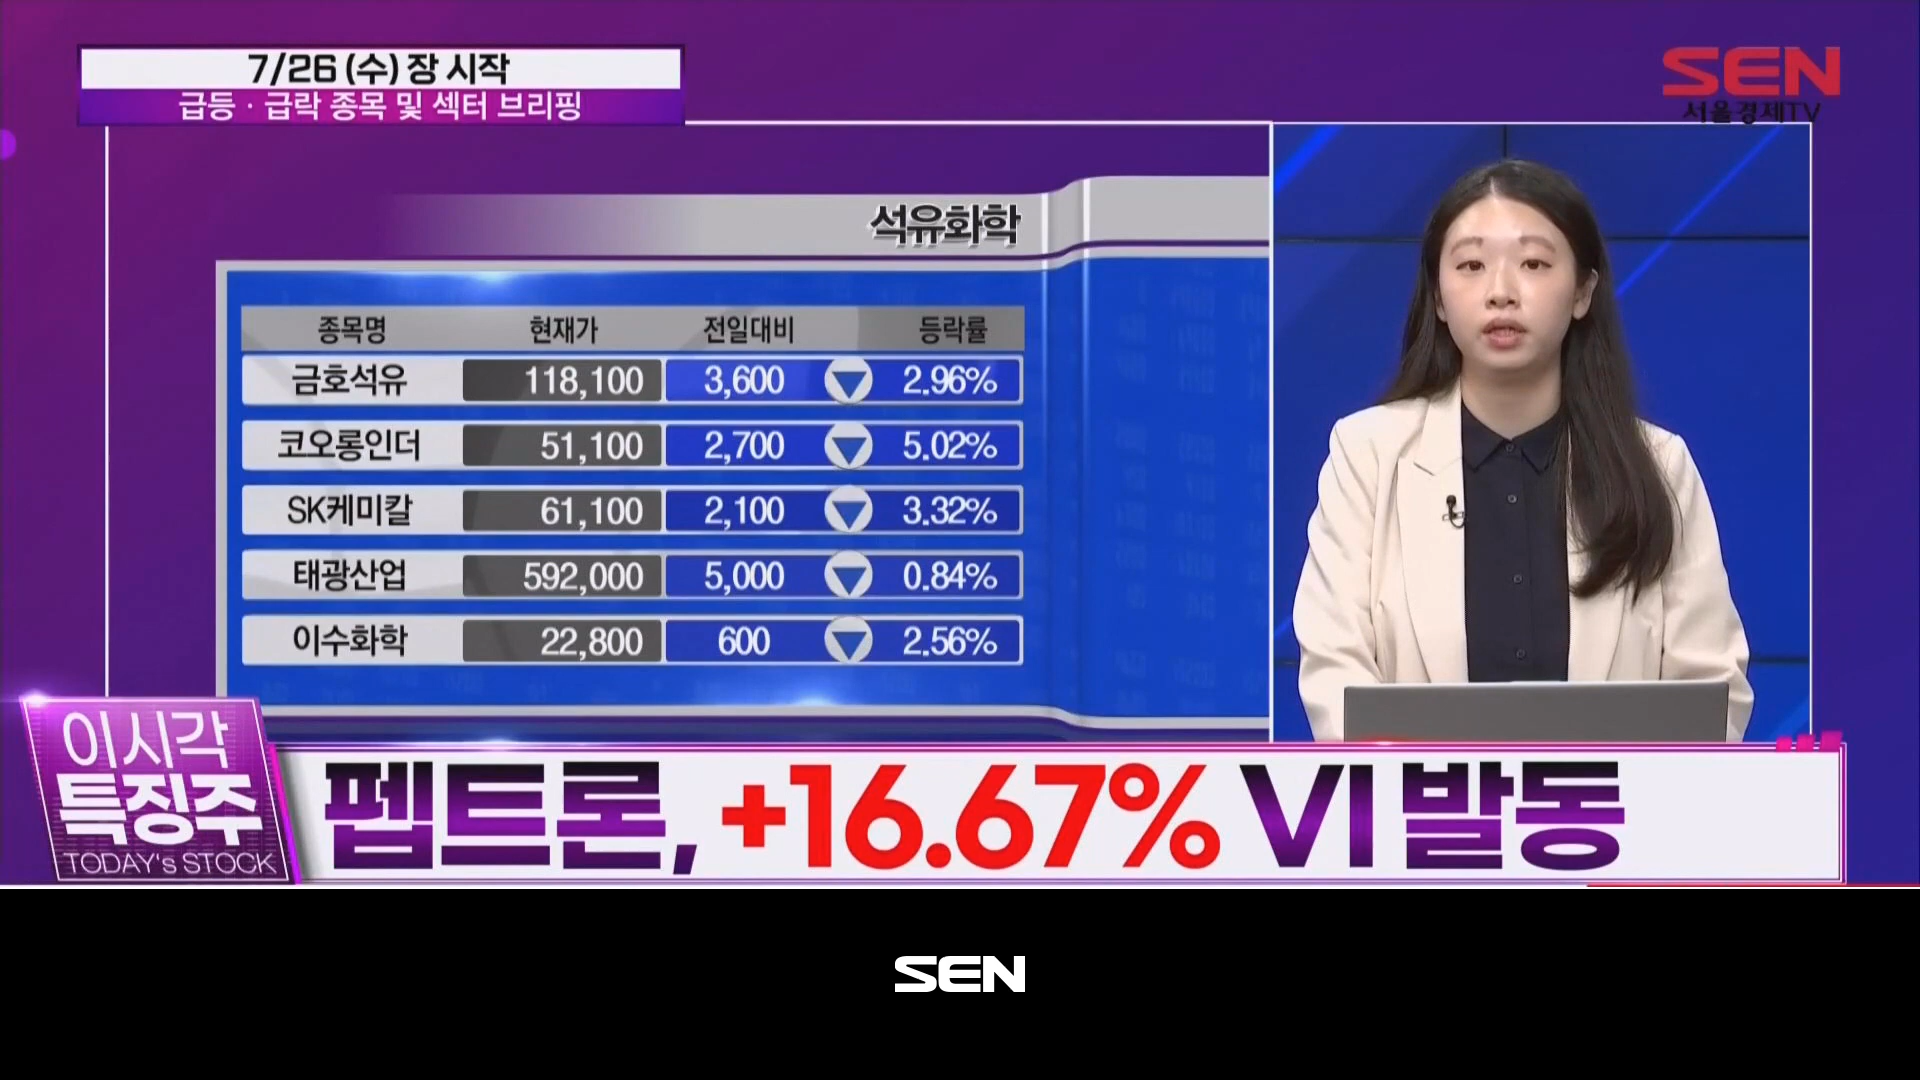 7/26 (수) 장 시작
급등·급락 종목 및 섹터 브리핑
SEN
서울경제TV
석유화학
종목명 현재가 전일대비 등락률
금호석유 118,100 3,600 ▼ 2.96%
코오롱인더 51,100 2,700 ▼ 5.02%
SK케미칼 61,100 2,100 ▼ 3.32%
태광산업 592,000 5,000 ▼ 0.84%
이수화학 22,800 600 ▼ 2.56%
이시각
특징주
TODAY's STOCK
펩트론, +16.67% VI 발동
SEN